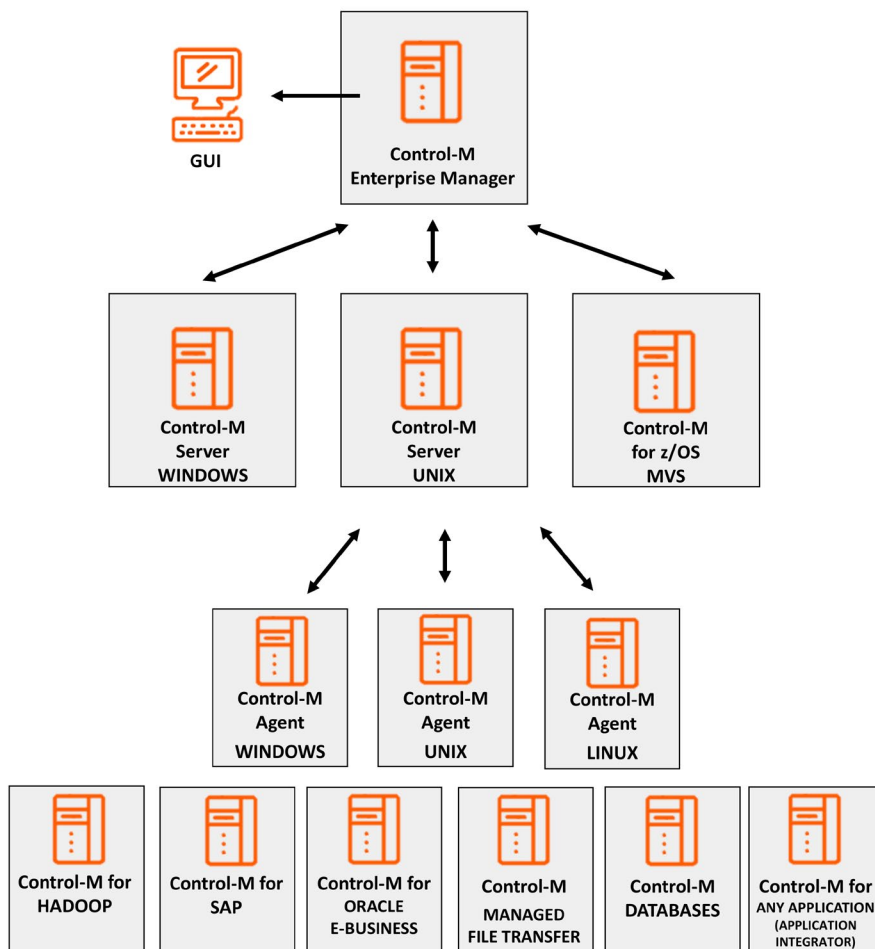 GUI
Control-M
Enterprise Manager
Control-M
Server
WINDOWS
Control-M
Server
UNIX
Control-M
for z/OS
MVS
Control-M
Agent
WINDOWS
Control-M
Agent
UNIX
Control-M
Agent
LINUX
Control-M for
HADOOP
Control-M for
SAP
Control-M for
ORACLE
E-BUSINESS
Control-M
MANAGED
FILE TRANSFER
Control-M
DATABASES
Control-M for
ANY APPLICATION
(APPLICATION
INTEGRATOR)